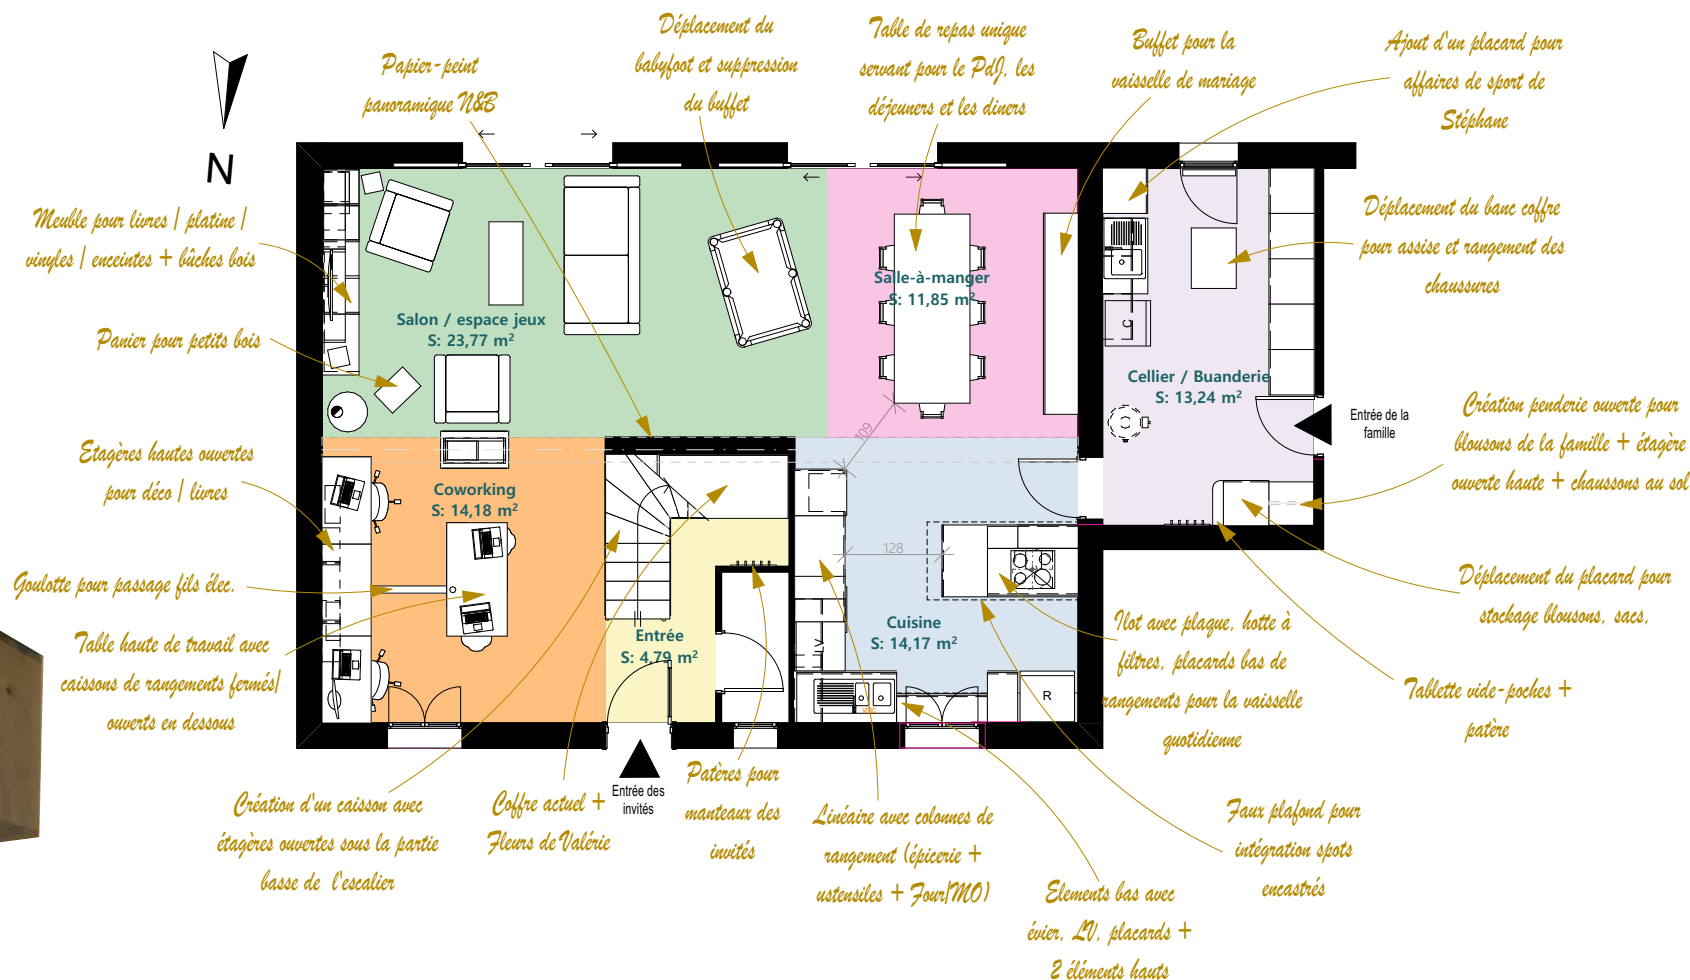 Papier-peint
panoramique N&B
Déplacement du
babyfoot et suppression
du buffet
Table de repas unique
servant pour le PdJ, les
déjeuners et les diners
Buffet pour la
vaisselle de mariage
Ajout d'un placard pour
affaires de sport de
Stéphane
N
Meuble pour livres / platine /
vinyles / enceintes + bûches bois
Déplacement du banc coffre
pour assise et rangement des
chaussures
Salon / espace jeux
S: 23,77 m²
Salle-à-manger
S: 11,85 m²
C
Cellier / Buanderie
S: 13,24 m²
Panier pour petits bois
Entrée de la
famille
Création penderie ouverte pour
blousons de la famille + étagère
ouverte haute + chaussons au sol
109
Etagères hautes ouvertes
pour déco / livres
Coworking
S: 14,18 m²
128
Goulotte pour passage fils élec.
Déplacement du placard pour
stockage blousons, sacs,
Table haute de travail avec
caissons de rangements fermés/
ouverts en dessous
Entrée
S: 4,79 m²
Cuisine
S: 14,17 m²
LV
R
Ilot avec plaque, hotte à
filtres, placards bas de
rangements pour la vaisselle
quotidienne
Tablette vide-poches +
patère
Création d'un caisson avec
étagères ouvertes sous la partie
basse de l'escalier
Coffre actuel +
Fleurs de Valérie
Entrée des
invités
Patères pour
manteaux des
invités
Linéaire avec colonnes de
rangement (épicerie +
ustensiles + Four/MO)
Elements bas avec
évier, LV, placards +
2 éléments hauts
Faux plafond pour
intégration spots
encastrés